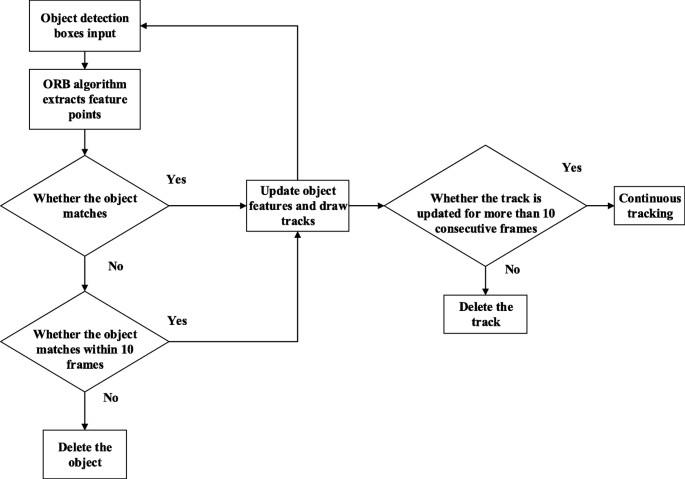 Object detection
boxes input
ORB algorithm
extracts feature
points
Whether the object
matches
Yes
No
Whether the object
matches within 10
frames
Yes
No
Delete the
object
Update object
features and draw
tracks
Whether the track is
updated for more than 10
consecutive frames
Yes
No
Continuous
tracking
Delete the
track